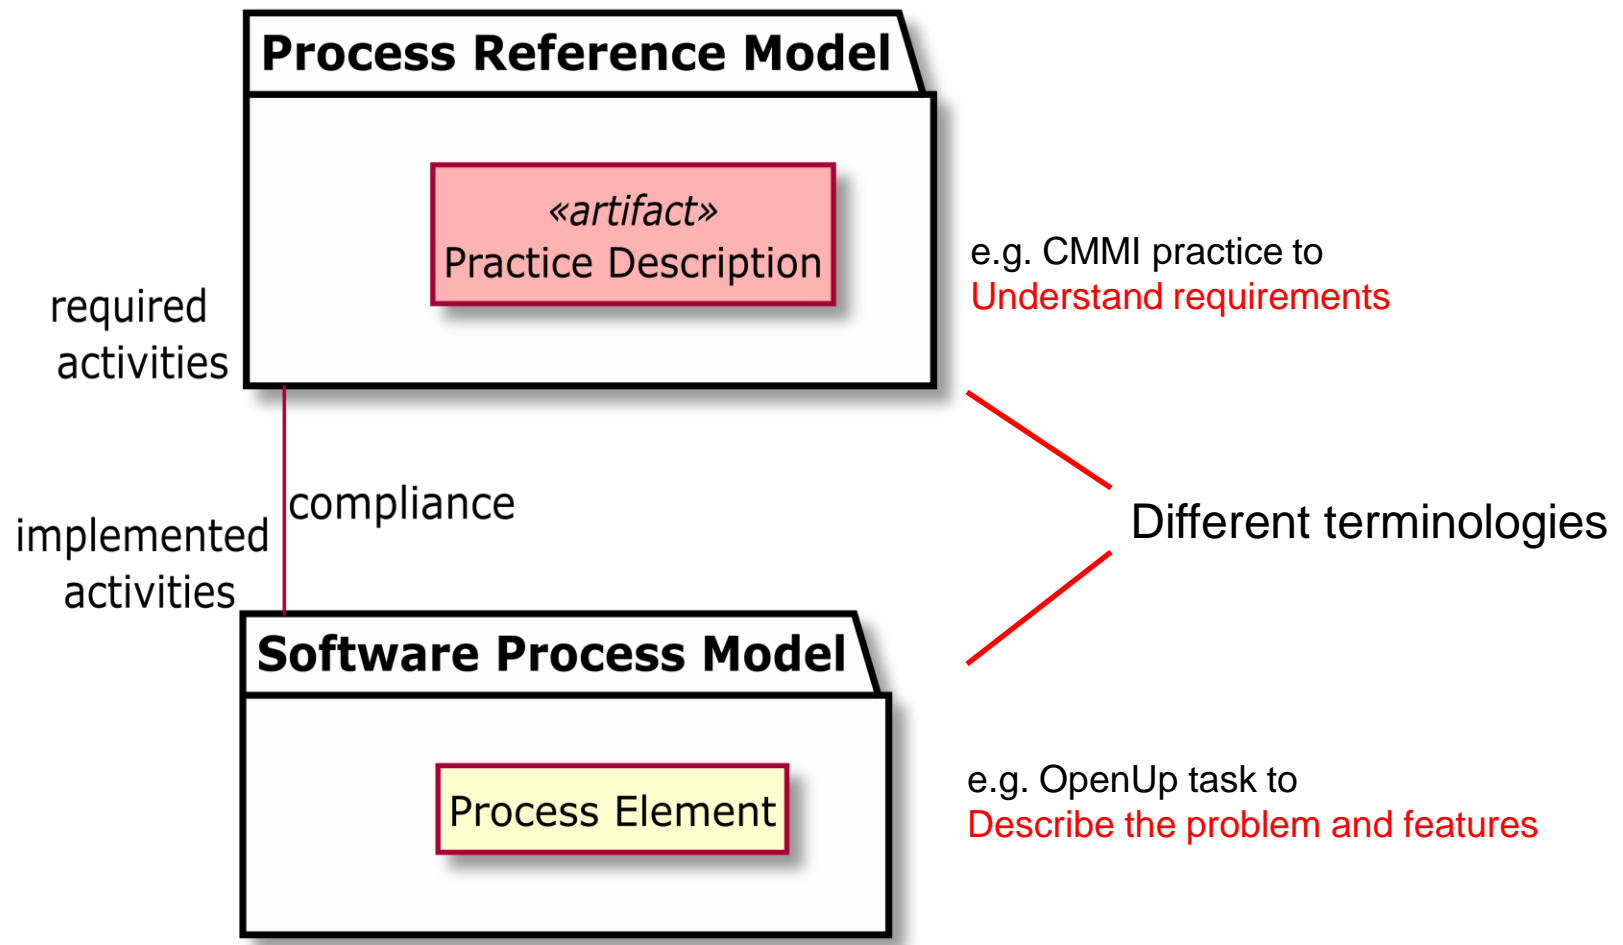 Process Reference Model
«artifact»
Practice Description
e.g. CMMI practice to
Understand requirements
required
activities
compliance
implemented
activities
Different terminologies
Software Process Model
Process Element
e.g. OpenUp task to
Describe the problem and features